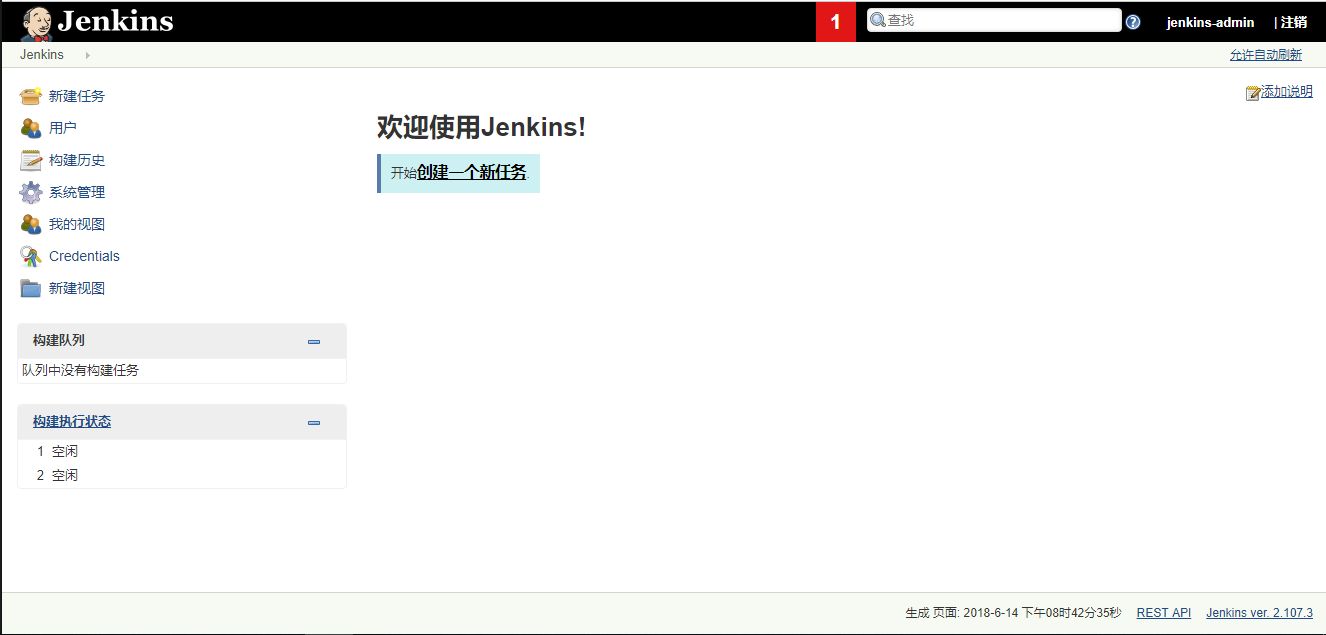 Jenkins 1 查找 jenkins-admin | 注销
Jenkins 允许自动刷新
新建任务 添加说明
用户
构建历史
系统管理
我的视图
Credentials
新建视图
欢迎使用Jenkins!
开始创建一个新任务.
构建队列
队列中没有构建任务
构建执行状态
1 空闲
2 空闲
生成 页面: 2018-6-14 下午08时42分35秒 REST API Jenkins ver. 2.107.3